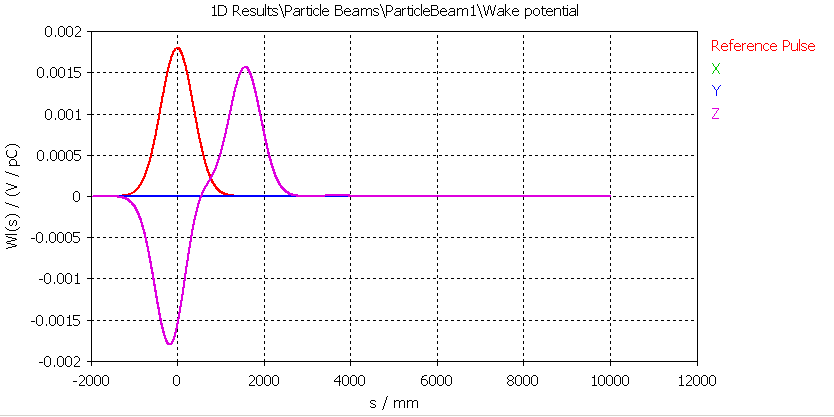 1D Results\Particle Beams\ParticleBeam1\Wake potential
Wl(s) / (V / pC)
0.002
0.0015
0.001
0.0005
0
-0.0005
-0.001
-0.0015
-0.002
-2000 0 2000 4000 6000 8000 10000 12000
s / mm
Reference Pulse
X
Y
Z